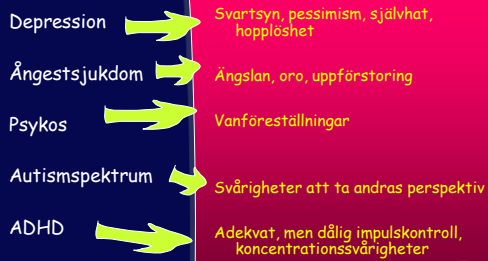 Depression
Svartsyn, pessimism, självhat,
hopplöshet
Ångestsjukdom
Ängslan, oro, uppförstoring
Psykos
Vanföreställningar
Autismspektrum
Svårigheter att ta andras perspektiv
ADHD
Adekvat, men dålig impulskontroll,
koncentrationssvårigheter